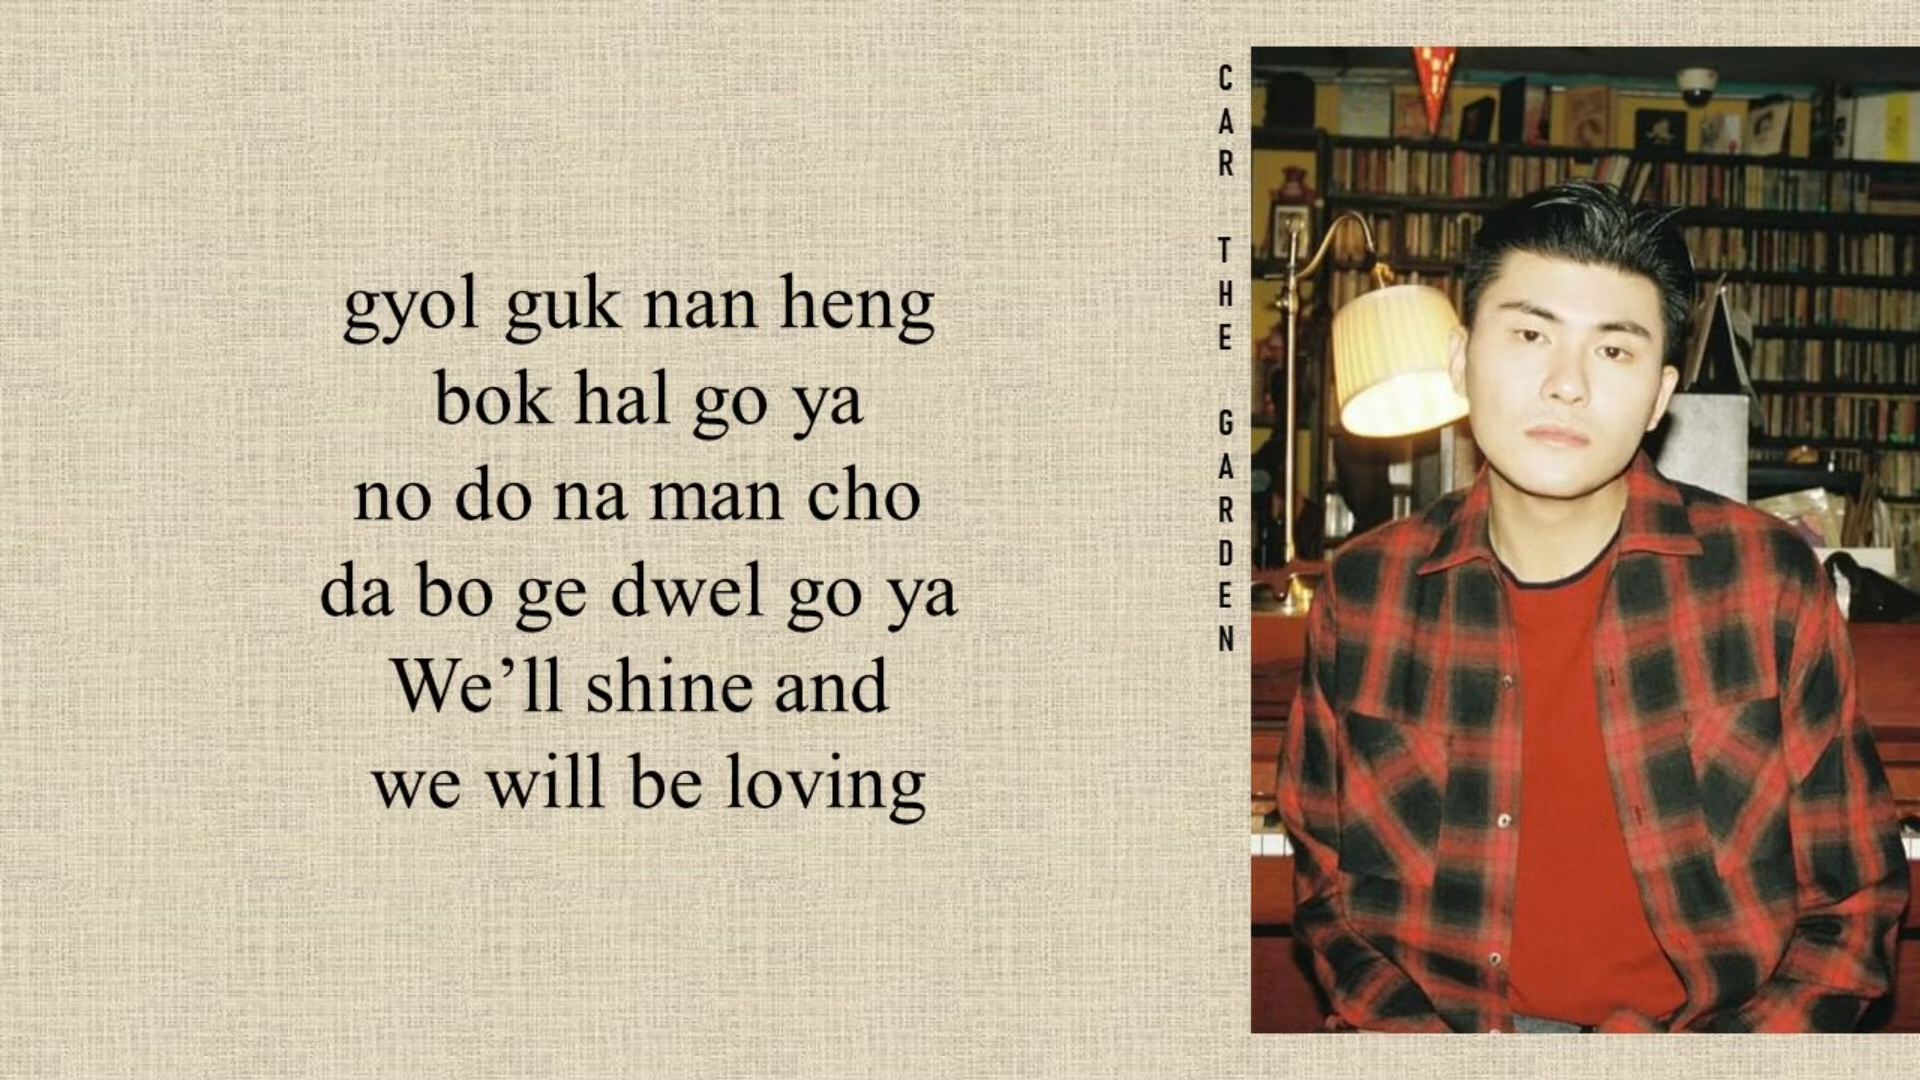 gyol guk nan heng
bok hal go ya
no do na man cho
da bo ge dwel go ya
We’ll shine and
we will be loving
CAR THE GARDEN